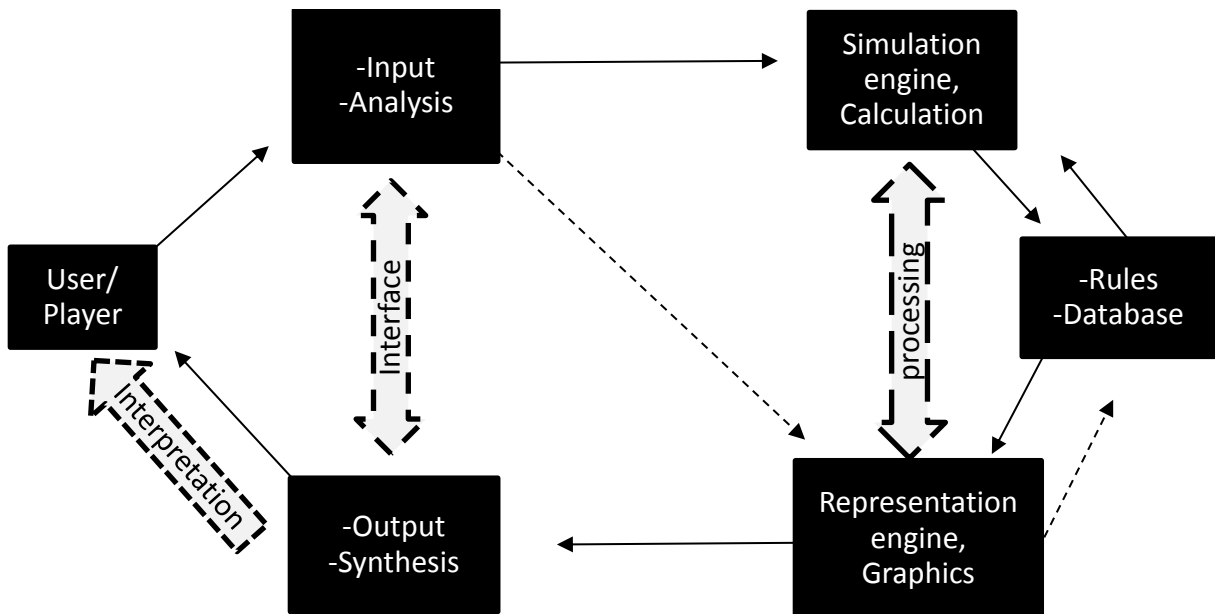 -Input
-Analysis
Simulation
engine,
Calculation
User/
Player
Interface
processing
-Rules
-Database
Interpretation
-Output
-Synthesis
Representation
engine,
Graphics